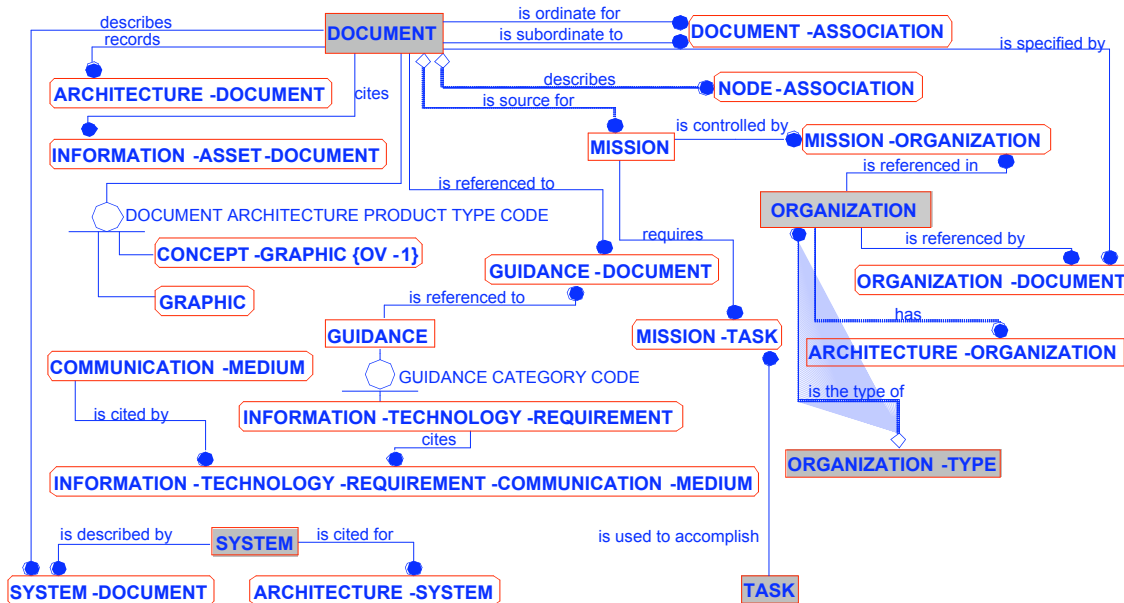 describes
is ordinate for
DOCUMENT
is subordinate to
DOCUMENT -ASSOCIATION
records
is specified by
ARCHITECTURE -DOCUMENT
cites
describes
NODE -ASSOCIATION
is source for
INFORMATION -ASSET -DOCUMENT
MISSION
is controlled by
MISSION -ORGANIZATION
is referenced in
is referenced to
ORGANIZATION
DOCUMENT ARCHITECTURE PRODUCT TYPE CODE
CONCEPT -GRAPHIC {OV -1}
requires
is referenced by
GUIDANCE -DOCUMENT
ORGANIZATION -DOCUMENT
GRAPHIC
is referenced to
has
GUIDANCE
MISSION -TASK
ARCHITECTURE -ORGANIZATION
COMMUNICATION -MEDIUM
GUIDANCE CATEGORY CODE
is the type of
is cited by
INFORMATION -TECHNOLOGY -REQUIREMENT
cites
ORGANIZATION -TYPE
INFORMATION -TECHNOLOGY -REQUIREMENT -COMMUNICATION -MEDIUM
is described by
SYSTEM
is cited for
is used to accomplish
SYSTEM -DOCUMENT
ARCHITECTURE -SYSTEM
TASK